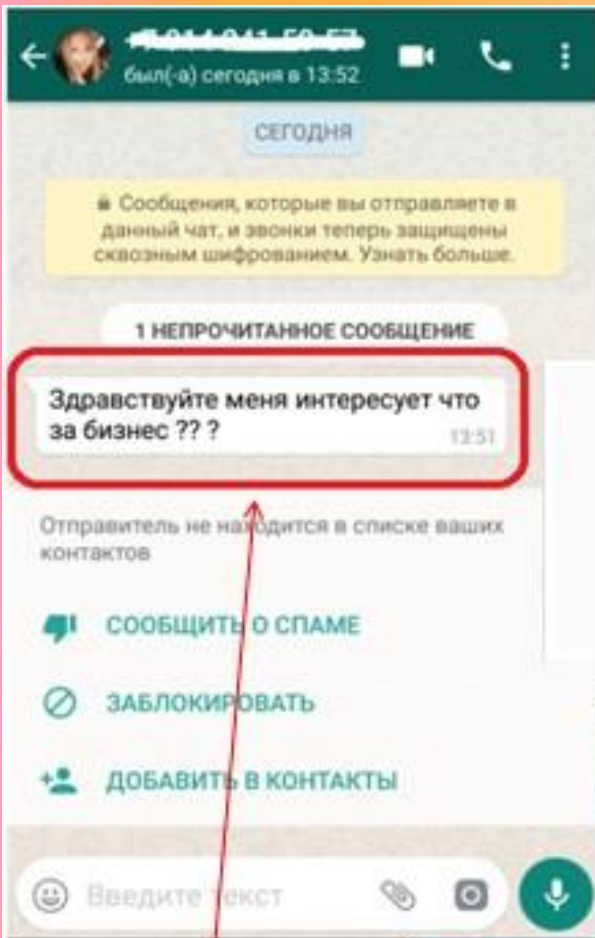 был(-а) сегодня в 13:52
СЕГОДНЯ
Сообщения, которые вы отправляете в
данный чат, и звонки теперь защищены
сквозным шифрованием. Узнать больше.
1 НЕПРОЧИТАННОЕ СООБЩЕНИЕ
Здравствуйте меня интересует что
за бизнес ?? ?
13:51
Отправитель не находится в списке ваших
контактов
СООБЩИТЬ О СПАМЕ
ЗАБЛОКИРОВАТЬ
ДОБАВИТЬ В КОНТАКТЫ
Введите текст